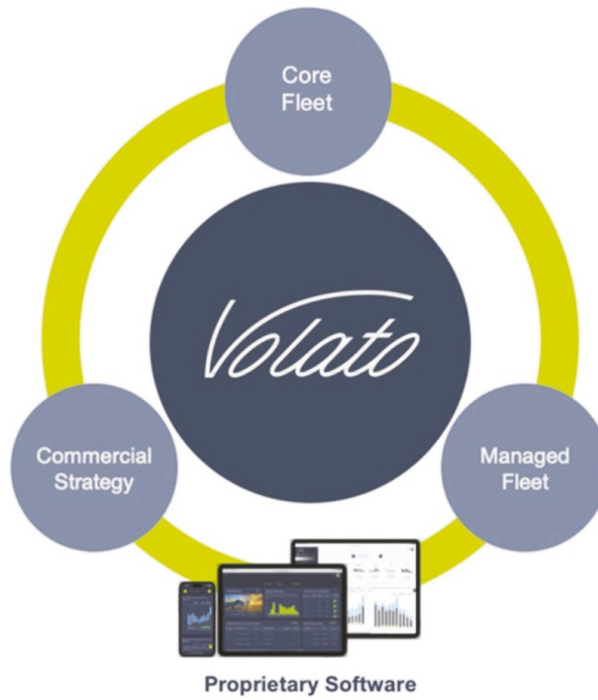 Core
Fleet
Volato
Commercial
Strategy
Managed
Fleet
Proprietary Software